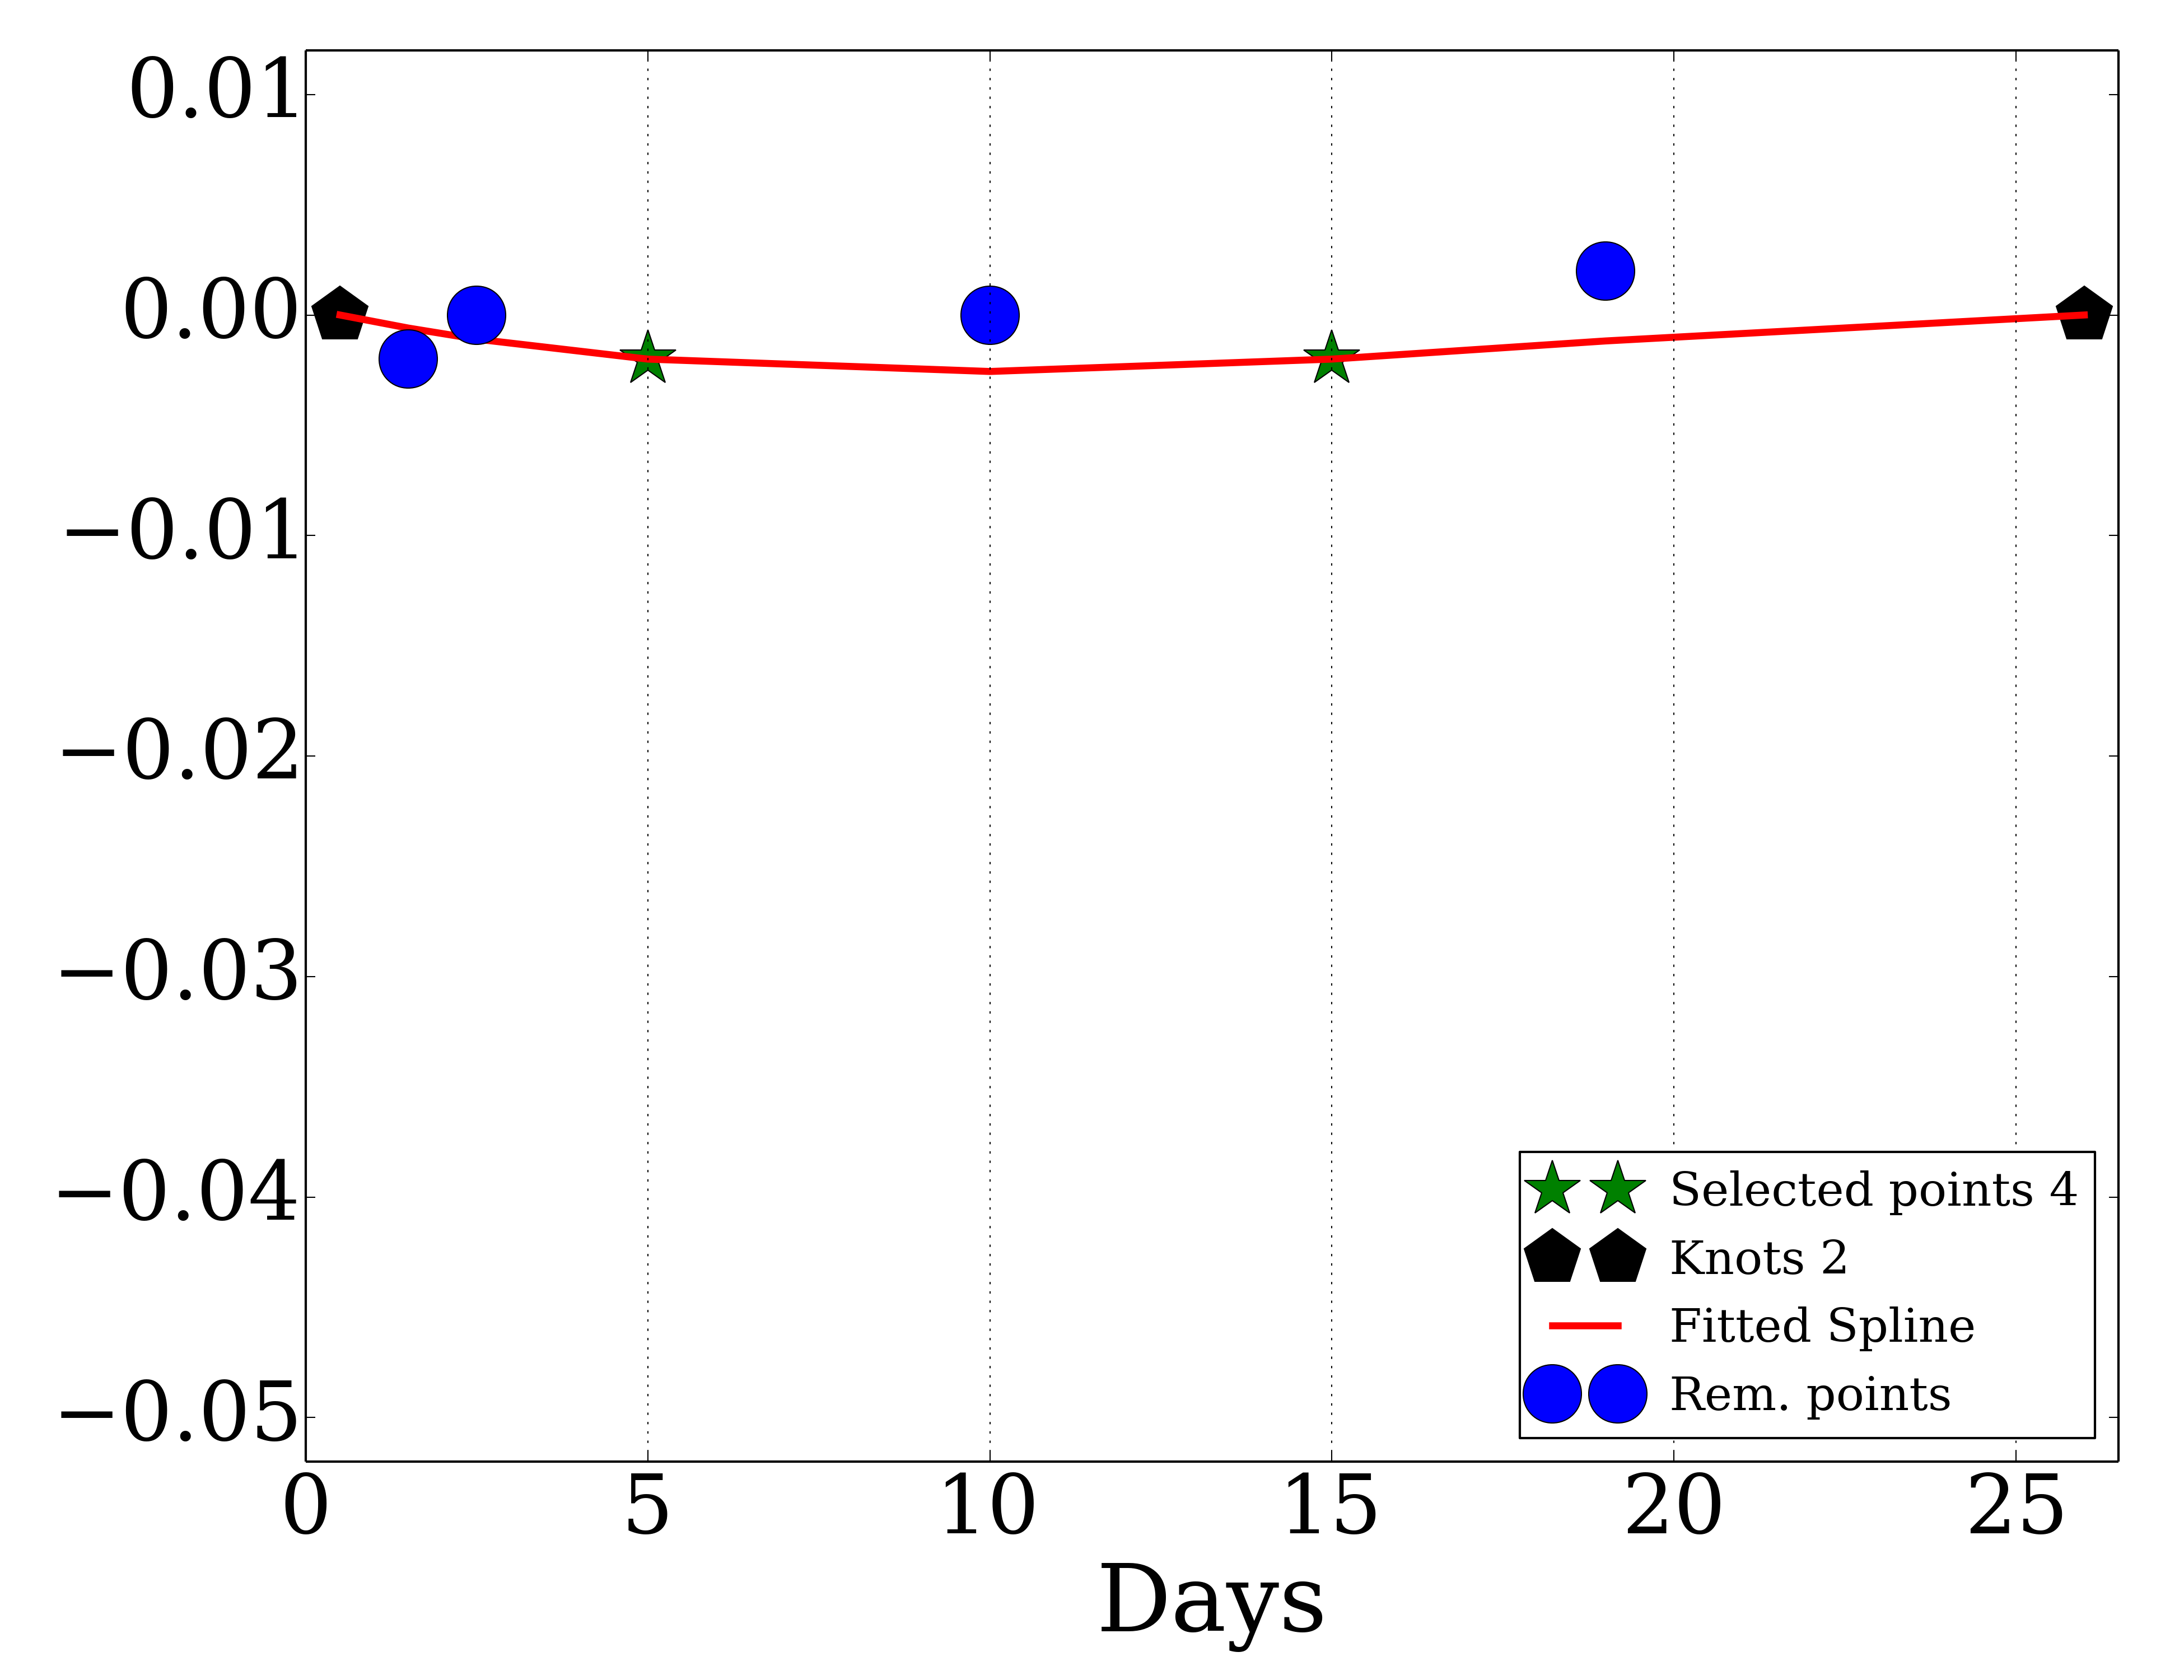 0.01
0.00
−0.01
−0.02
−0.03
−0.04
−0.05
0 5 10 15 20 25
Days
Selected points 4
Knots 2
Fitted Spline
Rem. points